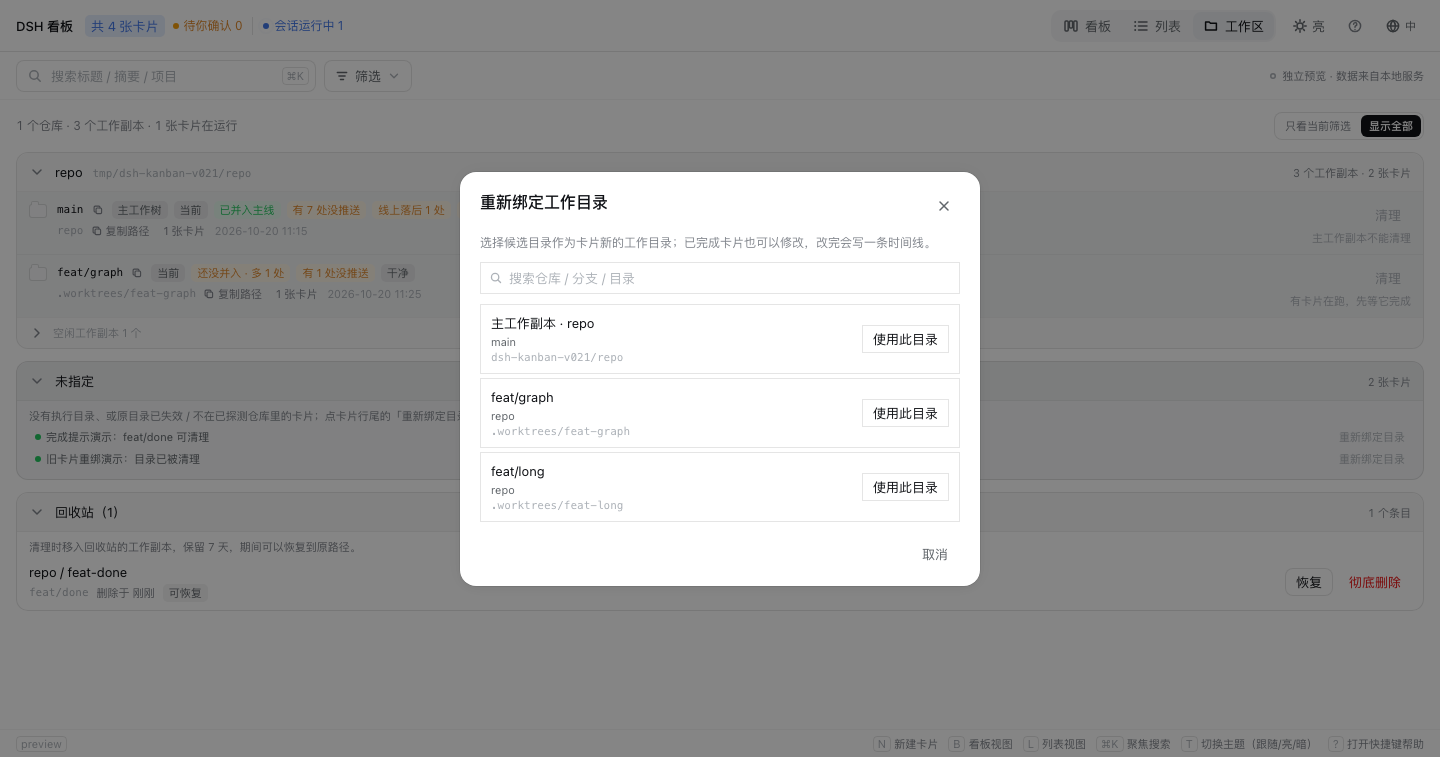 DSH 看板 共 4 张卡片 待你确认 0 会话运行中 1 看板 列表 工作区 亮 中
搜索标题 / 摘要 / 项目 ⌘K 筛选 独立预览 · 数据来自本地服务
1 个仓库 · 3 个工作副本 · 1 张卡片在运行 只看当前筛选 显示全部
repo tmp/dsh-kanban-v021/repo 3 个工作副本 · 2 张卡片
main 主工作树 当前 已并入主线 有 7 处没推送 线上落后 1 处 清理
repo 复制路径 1 张卡片 2026-10-20 11:15 主工作副本不能清理
feat/graph 当前 还没并入 · 多 1 处 有 1 处没推送 干净 清理
.worktrees/feat-graph 复制路径 1 张卡片 2026-10-20 11:25 有卡片在跑，先等它完成
空闲工作副本 1 个
未指定 2 张卡片
没有执行目录、或原目录已失效 / 不在已探测仓库里的卡片；点卡片行尾的「重新绑定目
完成提示演示：feat/done 可清理 重新绑定目录
旧卡片重绑演示：目录已被清理 重新绑定目录
回收站（1） 1 个条目
清理时移入回收站的工作副本，保留 7 天，期间可以恢复到原路径。
repo / feat-done 恢复 彻底删除
feat/done 删除于 刚刚 可恢复
重新绑定工作目录
选择候选目录作为卡片新的工作目录；已完成卡片也可以修改，改完会写一条时间线。
搜索仓库 / 分支 / 目录
主工作副本 · repo
main 使用此目录
dsh-kanban-v021/repo
feat/graph
repo 使用此目录
.worktrees/feat-graph
feat/long
repo 使用此目录
.worktrees/feat-long
取消
preview N 新建卡片 B 看板视图 L 列表视图 ⌘K 聚焦搜索 T 切换主题（跟随/亮/暗） ? 打开快捷键帮助